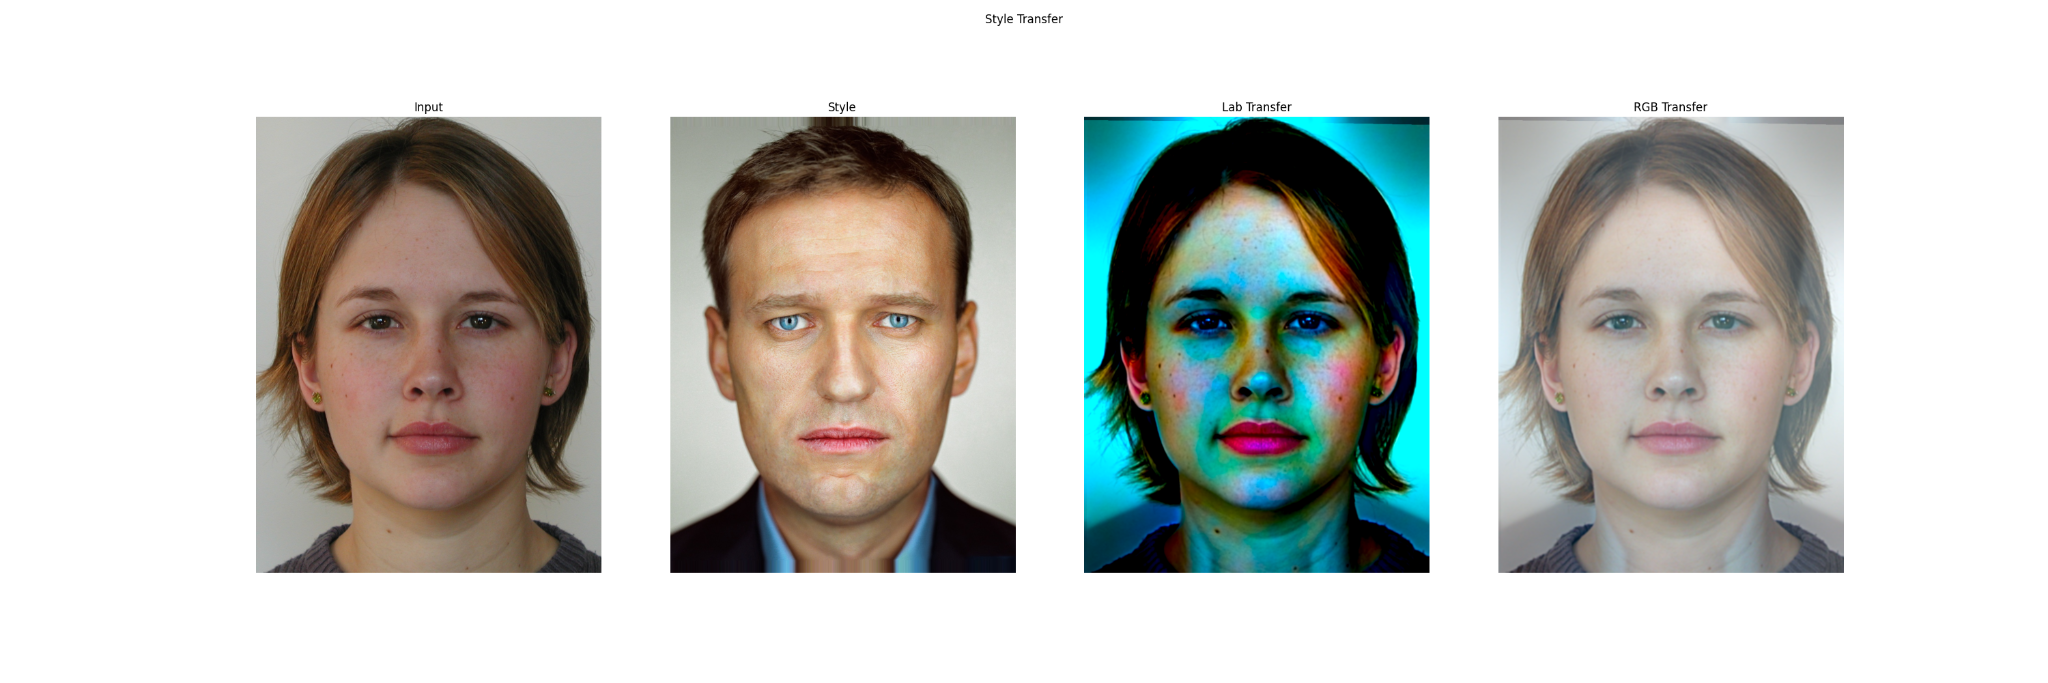 Style Transfer
Input
Style
Lab Transfer
RGB Transfer